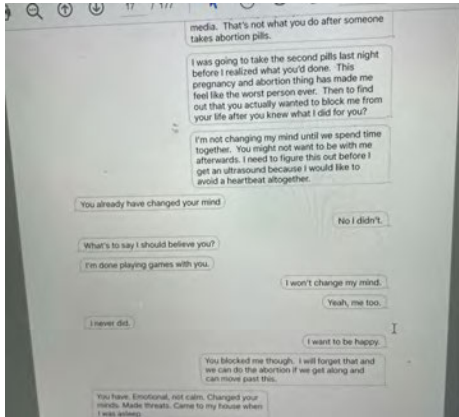 media. That's not what you do after someone
takes abortion pills.
I was going to take the second pills last night
before I realized what you'd done. This
pregnancy and abortion thing has made me
feel like the worst person ever. Then to find
out that you actually wanted to block me from
your life after you knew what I did for you?
I'm not changing my mind until we spend time
together. You might not want to be with me
afterwards. I need to figure this out before I
get an ultrasound because I would like to
avoid a heartbeat altogether.
You already have changed your mind
No I didn't.
What's to say I should believe you?
I'm done playing games with you.
I won't change my mind.
Yeah, me too.
I never did.
I want to be happy.
You blocked me though. I will forget that and
we can do the abortion if we get along and
can move past this.
You have. Emotional, not calm. Changed your
minds. Made threats. Came to my house when
I was asleep.